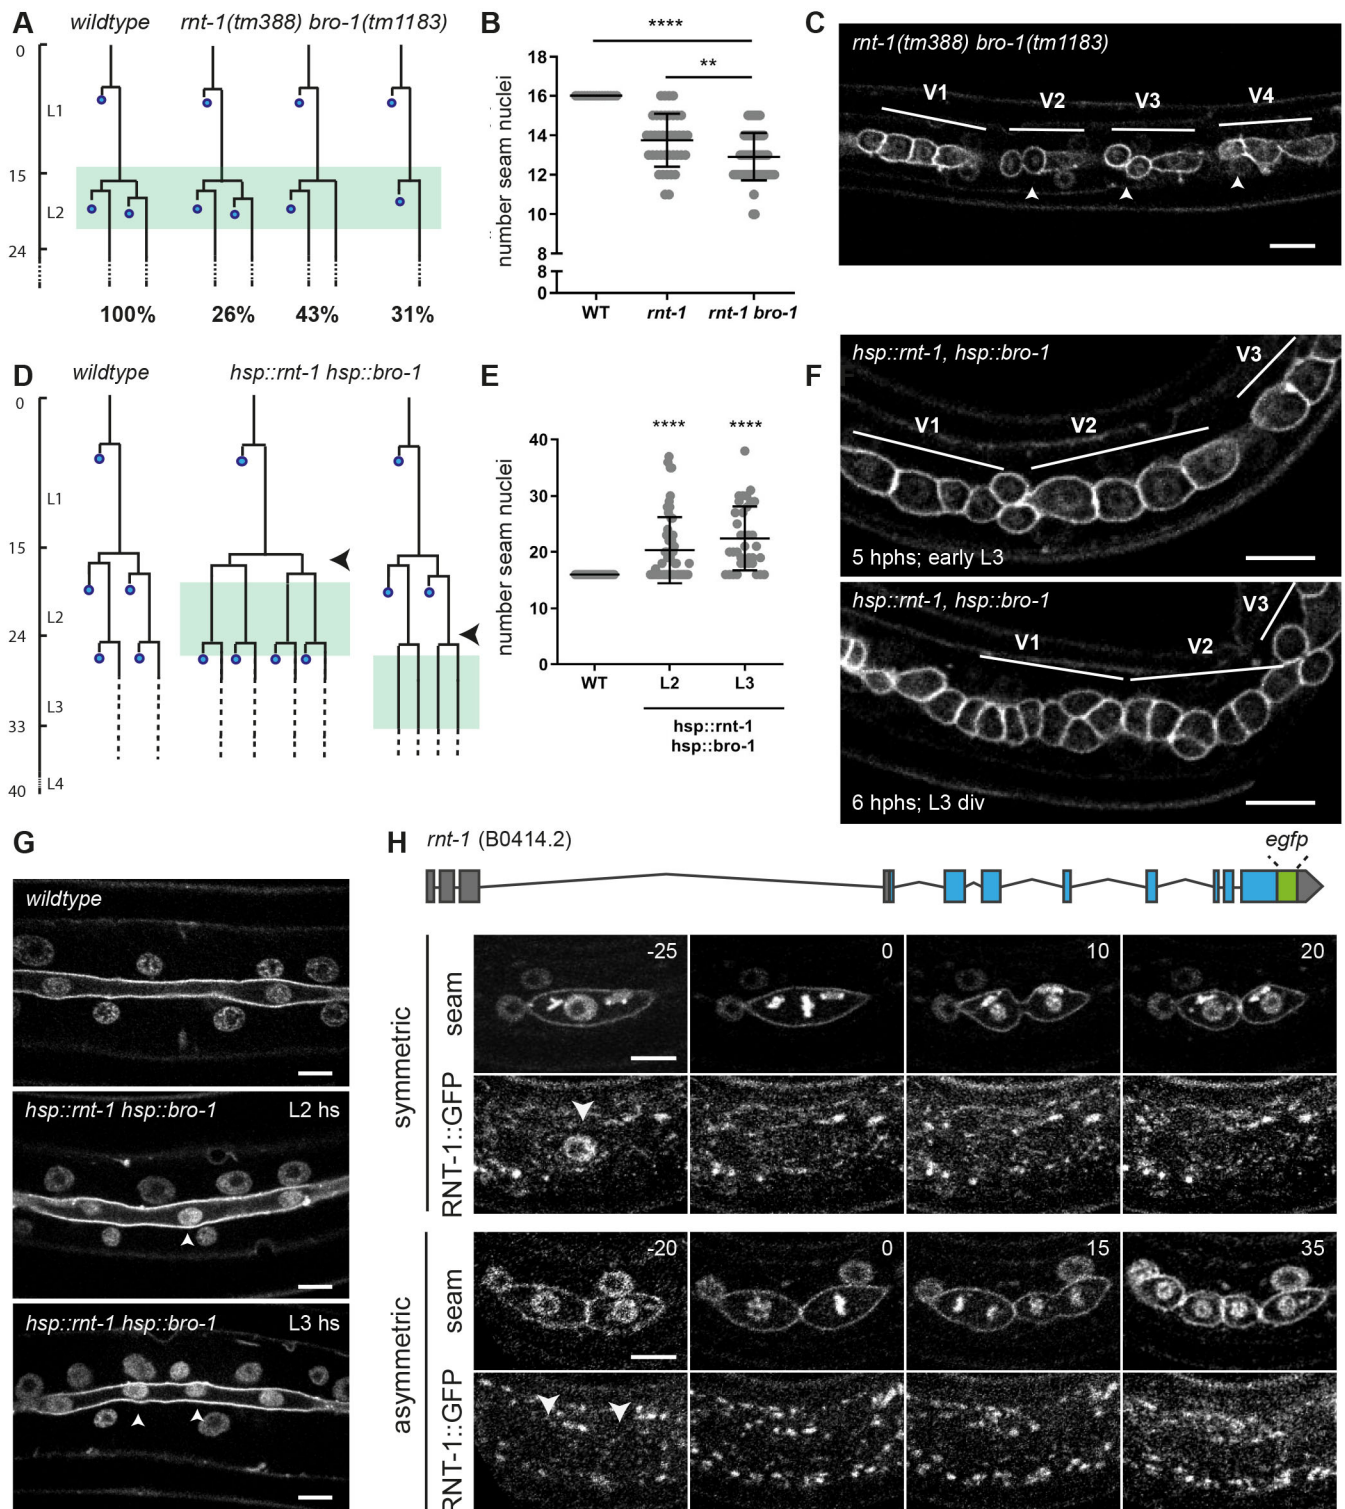 A
wildtype
rnt-1(tm388) bro-1(tm1183)
0
L1
15
L2
24
100%
26%
43%
31%
B
****
**
number seam nuclei
18
16
14
12
10
8
8
0
WT
rnt-1
rnt-1 bro-1
C
rnt-1(tm388) bro-1(tm1183)
V1
V2
V3
V4
D
wildtype
hsp::rnt-1 hsp::bro-1
0
L1
15
L2
24
L3
33
L4
40
E
****
****
number seam nuclei
40
30
20
10
0
WT
L2
L3
hsp::rnt-1
hsp::bro-1
F
hsp::rnt-1, hsp::bro-1
V3
V1
V2
5 hphs; early L3
hsp::rnt-1, hsp::bro-1
V3
V1
V2
6 hphs; L3 div
G
wildtype
hsp::rnt-1 hsp::bro-1
L2 hs
hsp::rnt-1 hsp::bro-1
L3 hs
H
rnt-1 (B0414.2)
egfp
symmetric
seam
-25
0
10
20
RNT-1::GFP
asymmetric
seam
-20
0
15
35
RNT-1::GFP